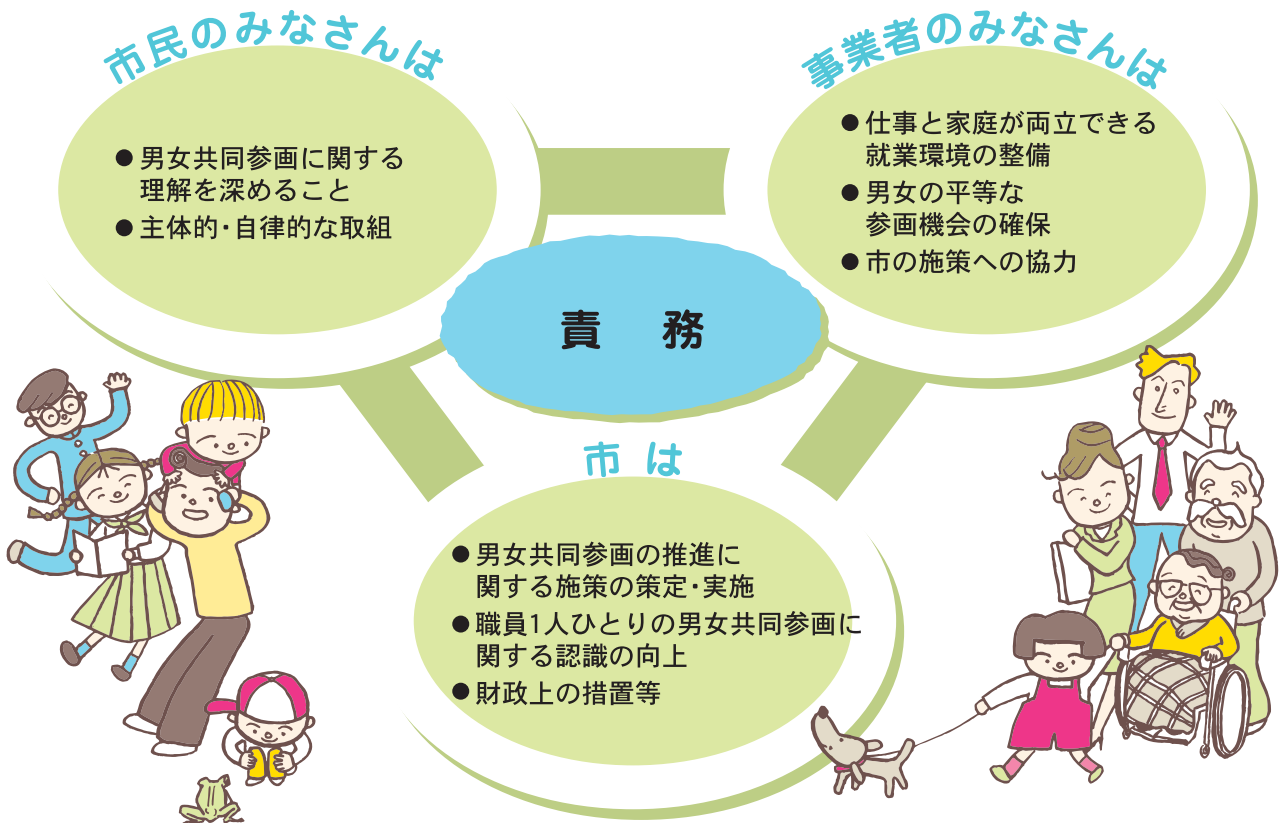 市民のみなさんは
● 男女共同参画に関する
理解を深めること
● 主体的・自律的な取組
事業者のみなさんは
● 仕事と家庭が両立できる
就業環境の整備
● 男女の平等な
参画機会の確保
● 市の施策への協力
責 務
市は
● 男女共同参画の推進に
関する施策の策定・実施
● 職員1人ひとりの男女共同参画に
関する認識の向上
● 財政上の措置等